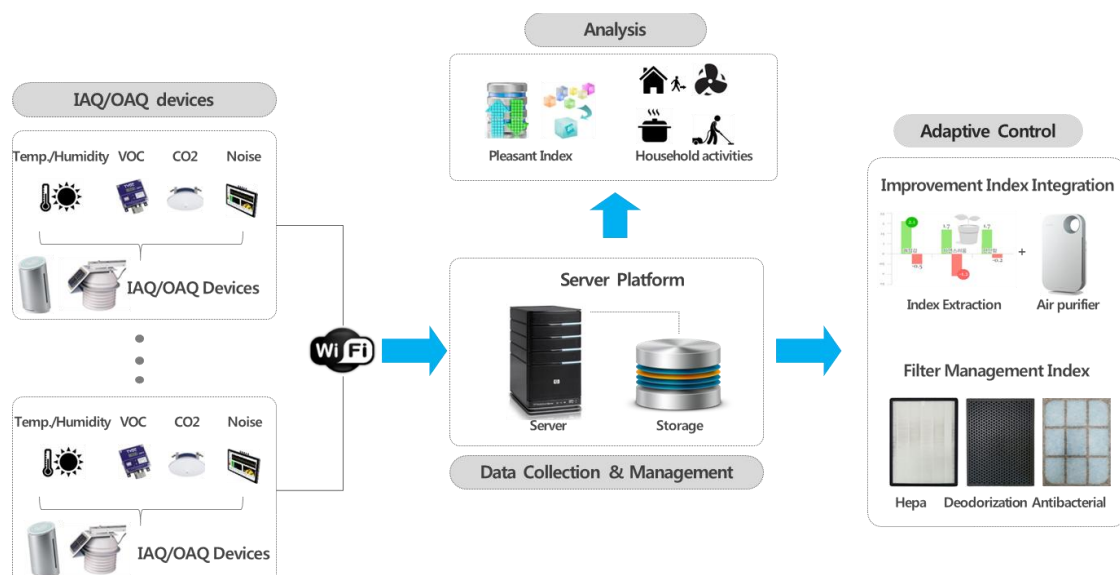 Analysis
Pleasant Index
Household activities
IAQ/OAQ devices
Temp./Humidity VOC CO2 Noise
IAQ/OAQ Devices
Temp./Humidity VOC CO2 Noise
IAQ/OAQ Devices
Wi Fi
Server Platform
Server
Storage
Data Collection & Management
Adaptive Control
Improvement Index Integration
+
Index Extraction
Air purifier
Filter Management Index
Hepa Deodorization Antibacterial